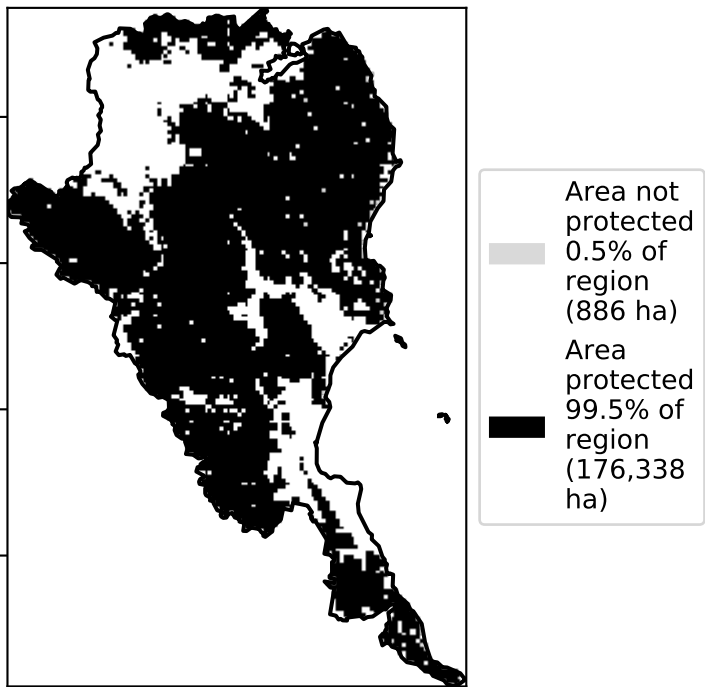 Area not
protected
0.5% of
region
(886 ha)
Area
protected
99.5% of
region
(176,338
ha)